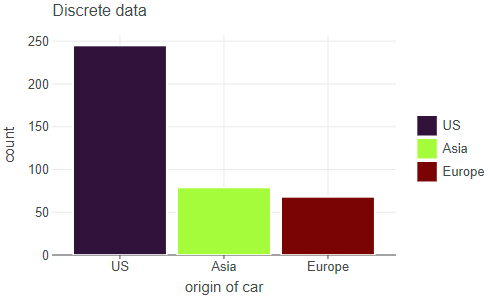 Discrete data
250
200
150
100
50
0
count
US Asia Europe
origin of car
US
Asia
Europe